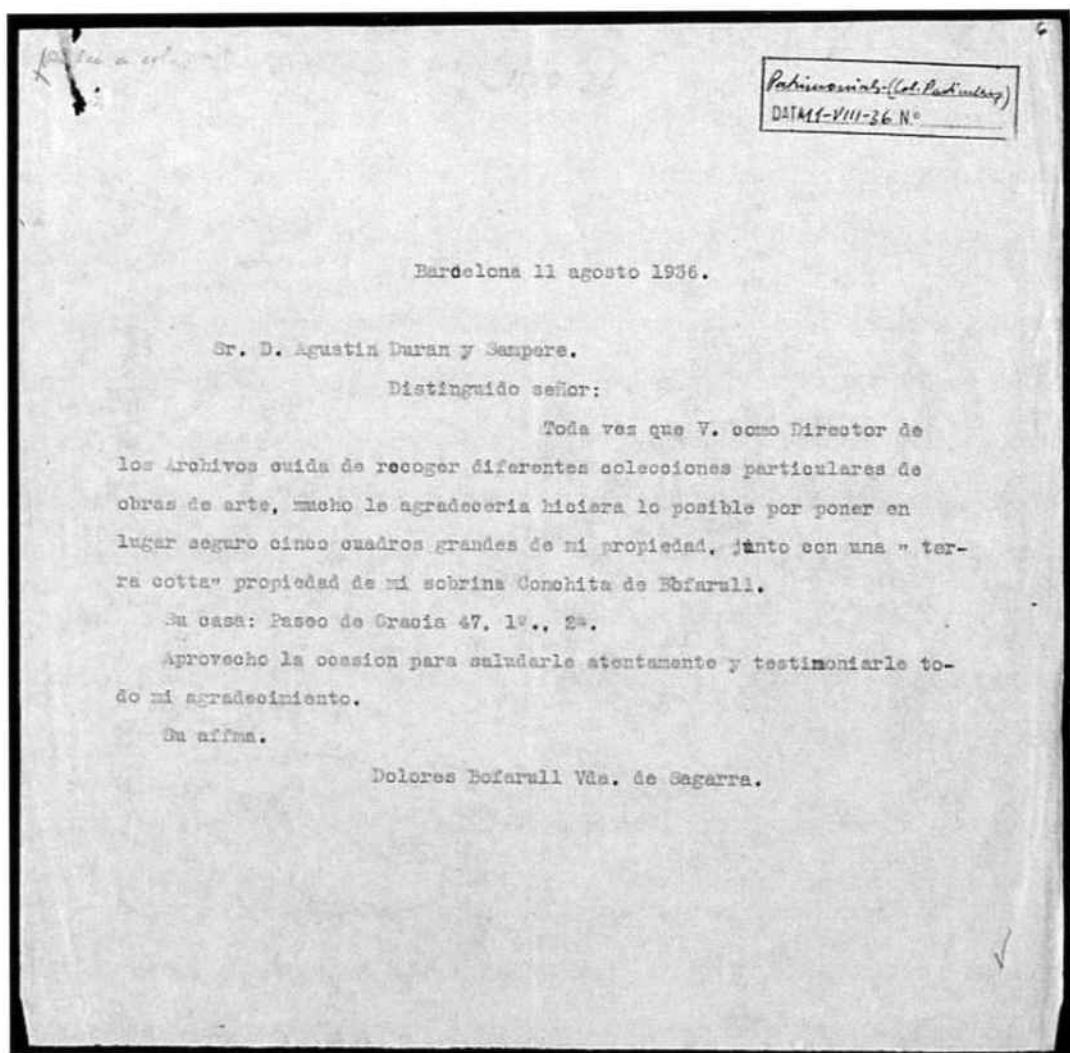 6
Patrimonials-(Col. Particulars)
DATA 11-VIII-36 N.º
Bardelona 11 agosto 1936.
Sr. D. Agustin Duran y Sampere.
Distinguido señor:
Toda ves que V. como Director de
los Archivos cuida de recoger diferentes colecciones particulares de
obras de arte, mucho le agradeceria hiciera lo posible por poner en
lugar seguro cinco cuadros grandes de mi propiedad, junto con una " ter-
ra cotta" propiedad de mi sobrina Conchita de Bofarull.
Su casa: Paseo de Gracia 47, 1º., 2ª.
Aprovecho la ocasion para saludarle atentamente y testimoniarle to-
do mi agradecimiento.
Su affma.
Dolores Bofarull Vda. de Sagarra.